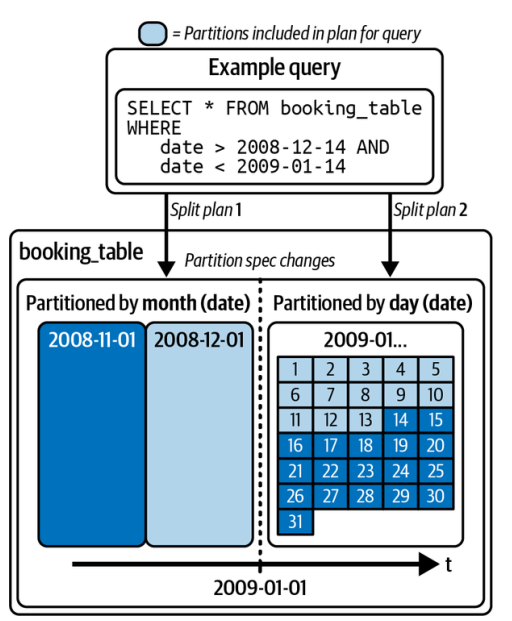 = Partitions included in plan for query
Example query
SELECT * FROM booking_table
WHERE
date > 2008-12-14 AND
date < 2009-01-14
Split plan 1
Split plan 2
booking_table
Partition spec changes
Partitioned by month (date)
Partitioned by day (date)
2008-11-01
2008-12-01
2009-01...
1 2 3 4 5
6 7 8 9 10
11 12 13 14 15
16 17 18 19 20
21 22 23 24 25
26 27 28 29 30
31
t
2009-01-01